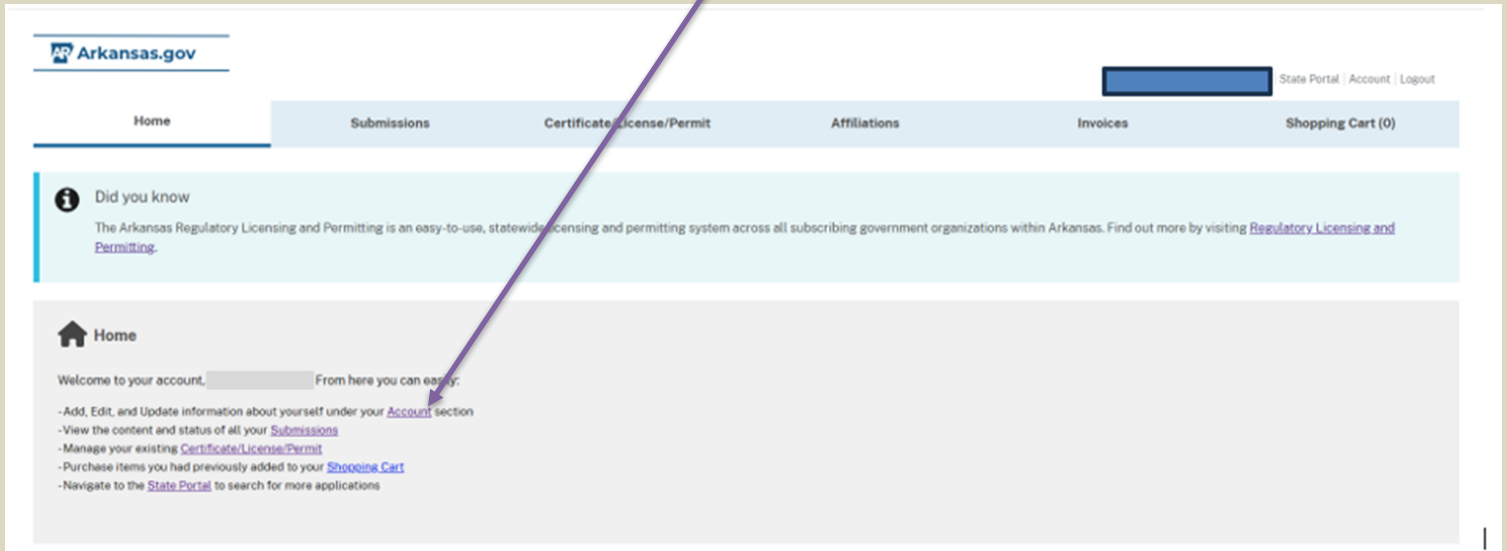 AR Arkansas.gov
State Portal | Account | Logout
Home Submissions Certificate/License/Permit Affiliations Invoices Shopping Cart (0)
Did you know
The Arkansas Regulatory Licensing and Permitting is an easy-to-use, statewide licensing and permitting system across all subscribing government organizations within Arkansas. Find out more by visiting Regulatory Licensing and
Permitting.
Home
Welcome to your account, From here you can easily:
-Add, Edit, and Update information about yourself under your Account section
-View the content and status of all your Submissions
-Manage your existing Certificate/License/Permit
-Purchase items you had previously added to your Shopping Cart
-Navigate to the State Portal to search for more applications